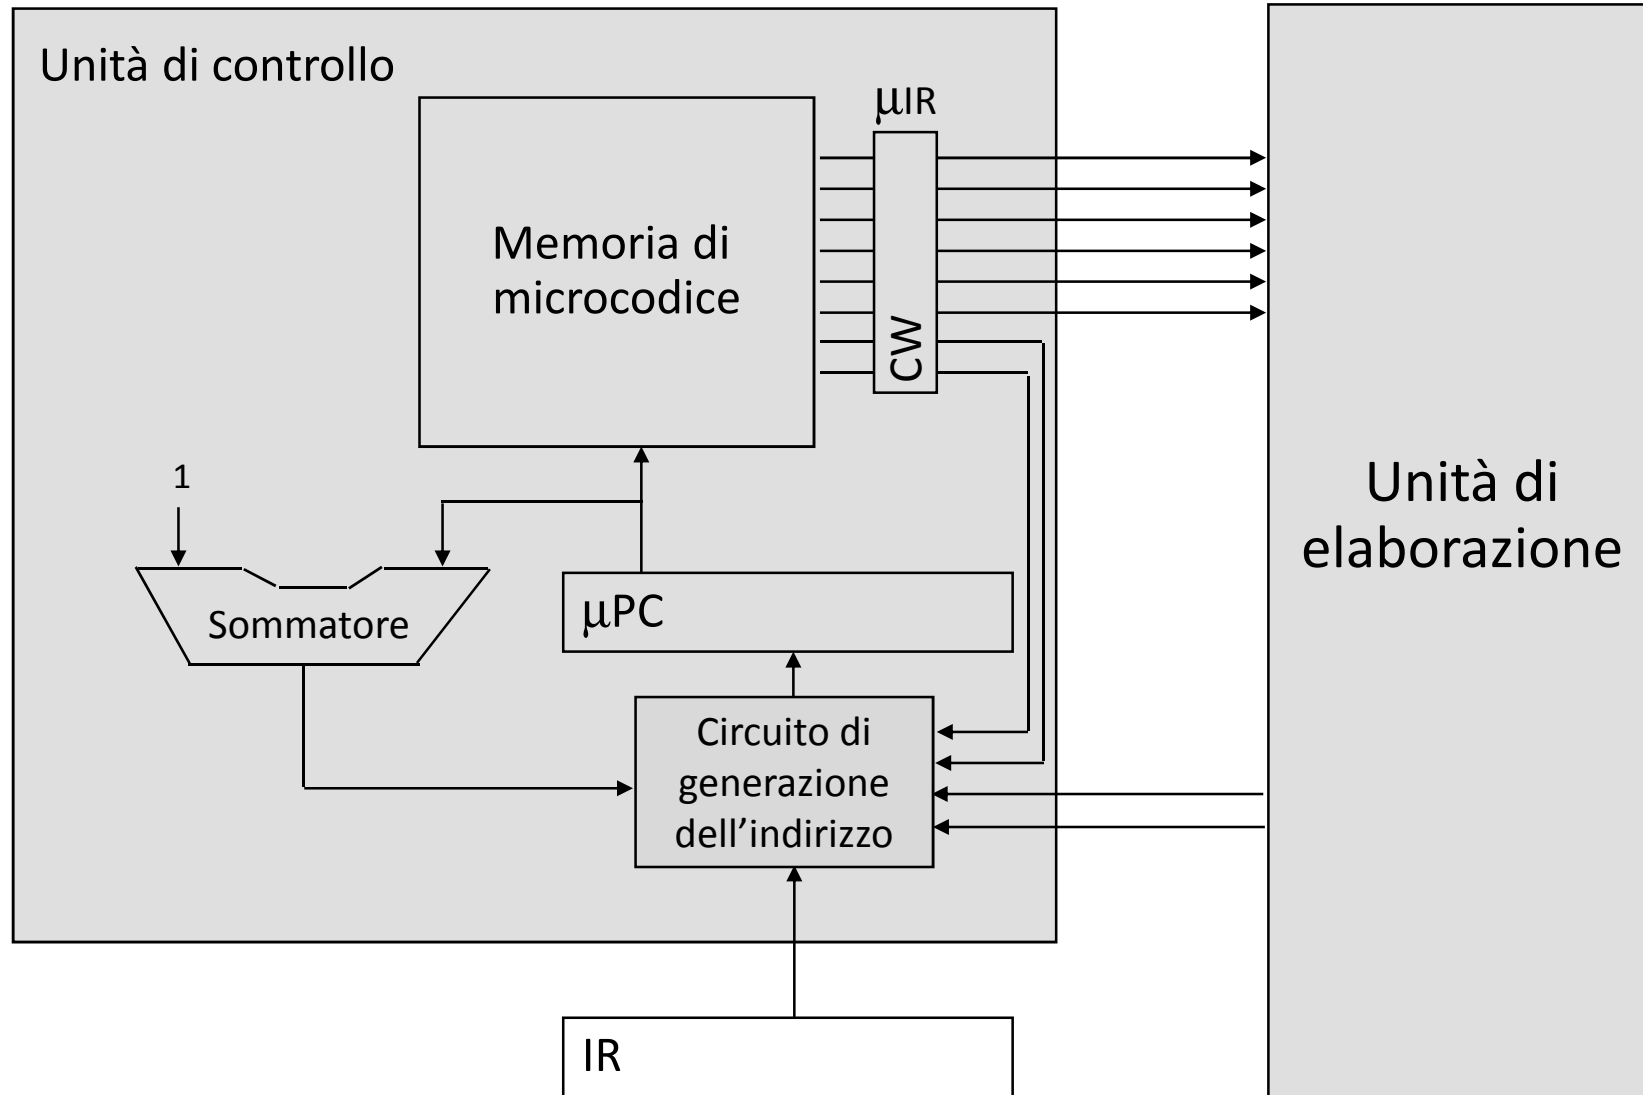 Unità di controllo
μIR
Memoria di
microcodice
CW
1
Unità di
elaborazione
μPC
Sommatore
Circuito di
generazione
dell’indirizzo
IR